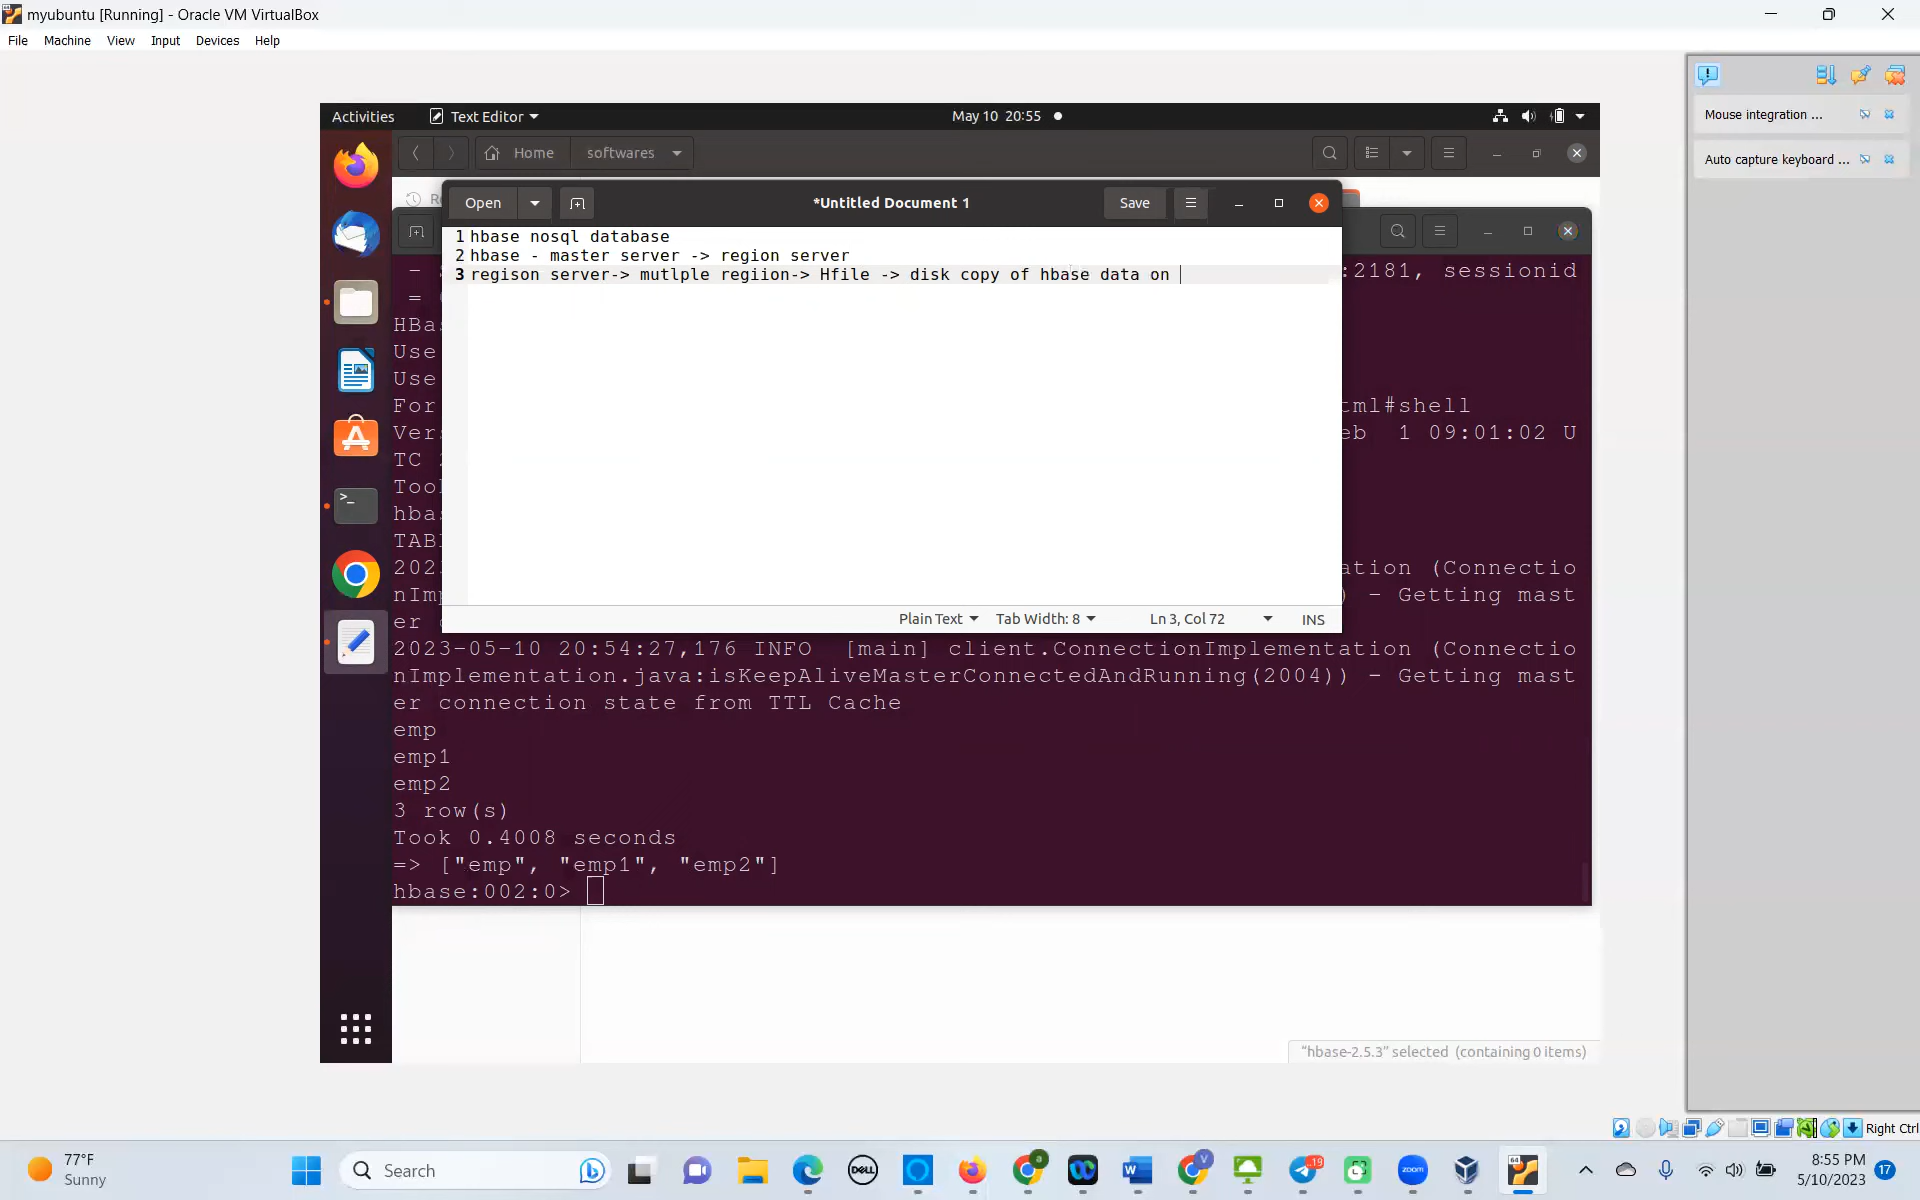 myubuntu [Running] - Oracle VM VirtualBox
File Machine View Input Devices Help
Mouse integration ...
Auto capture keyboard ...
Activities Text Editor May 10 20:55
Home softwares
Open *Untitled Document 1 Save
1 hbase nosql database
2 hbase - master server -> region server
3 regison server-> mutlple regiion-> Hfile -> disk copy of hbase data on
:2181, sessionid
=
HBa
Use
Use
For tml#shell
Ver eb 1 09:01:02 U
TC
Too
hba
TAB
202 ation (Connectio
nIm ) - Getting mast
er
Plain Text Tab Width: 8 Ln 3, Col 72 INS
2023-05-10 20:54:27,176 INFO [main] client.ConnectionImplementation (Connectio
nImplementation.java:isKeepAliveMasterConnectedAndRunning(2004)) - Getting mast
er connection state from TTL Cache
emp
emp1
emp2
3 row(s)
Took 0.4008 seconds
=> ["emp", "emp1", "emp2"]
hbase:002:0>
"hbase-2.5.3" selected (containing 0 items)
Right Ctrl
77°F
Sunny
Search
DELL
zoom
19
8:55 PM
5/10/2023
17